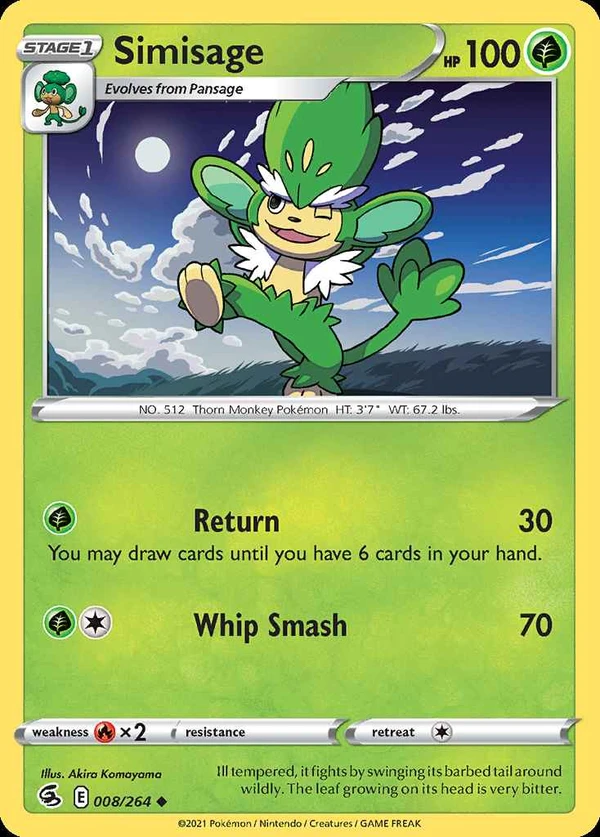 STAGE1 Simisage HP 100
Evolves from Pansage
NO. 512 Thorn Monkey Pokémon HT: 3'7" WT: 67.2 lbs.
Return 30
You may draw cards until you have 6 cards in your hand.
Whip Smash 70
weakness ×2 resistance retreat
Illus. Akira Komayama
Ill tempered, it fights by swinging its barbed tail around
wildly. The leaf growing on its head is very bitter.
E 008/264
©2021 Pokémon / Nintendo / Creatures / GAME FREAK